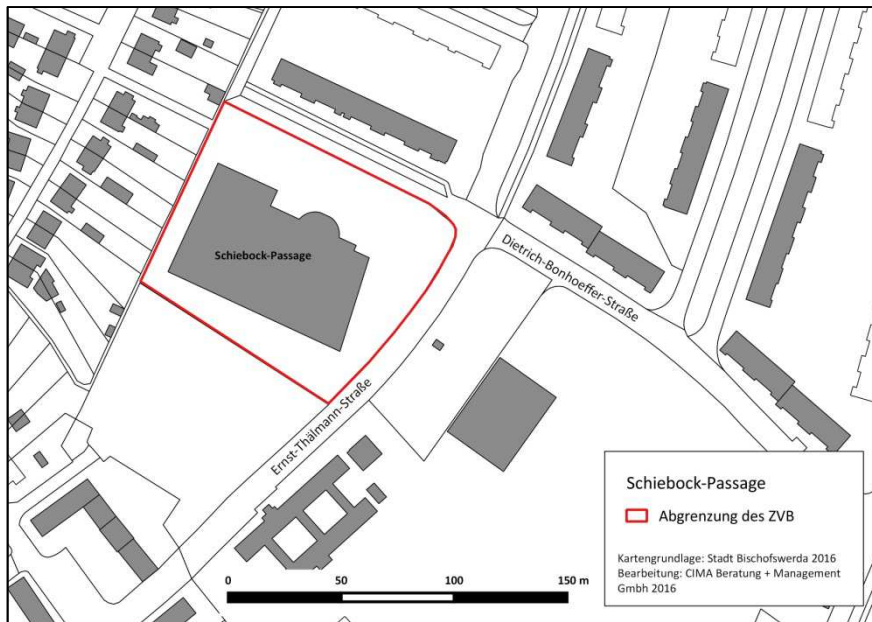 Schiebock-Passage
Dietrich-Bonhoeffer-Straße
Ernst-Thälmann-Straße
Schiebock-Passage
Abgrenzung des ZVB
Kartengrundlage: Stadt Bischofswerda 2016
Bearbeitung: CIMA Beratung + Management
Gmbh 2016
0 50 100 150 m